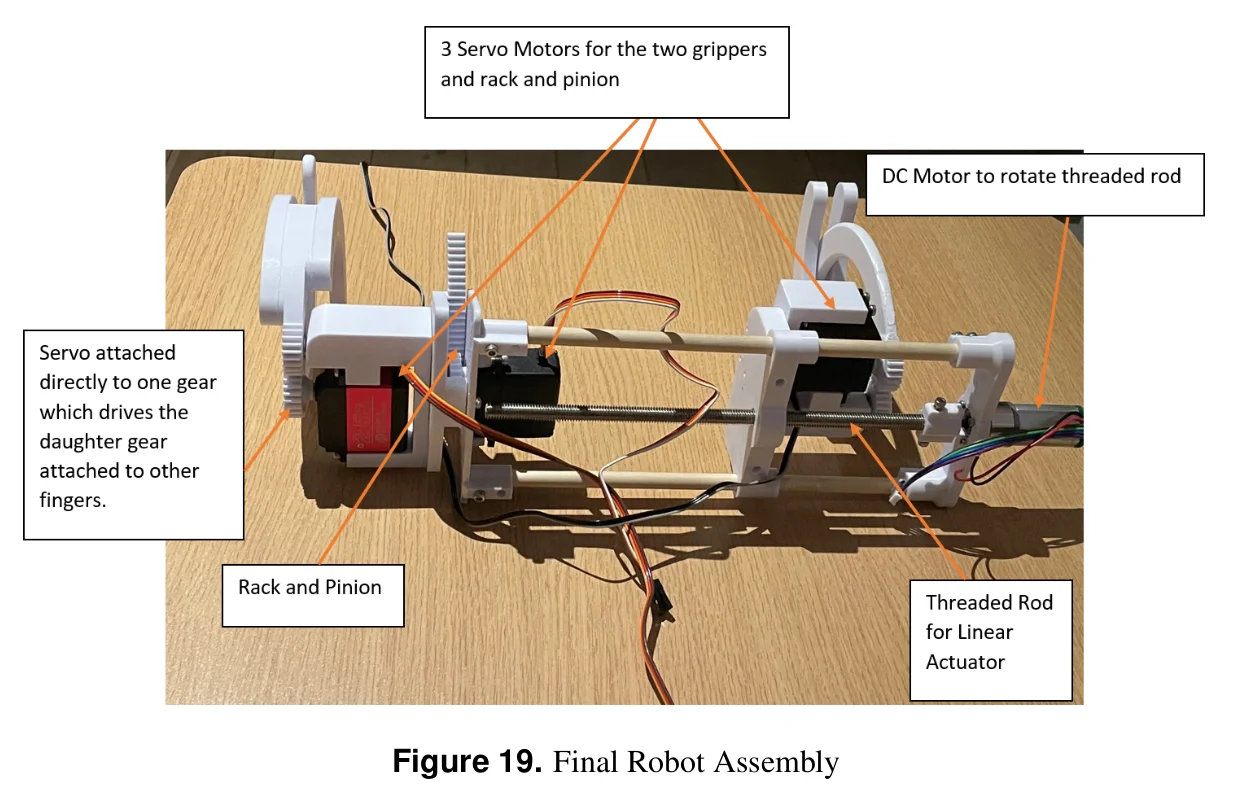 3 Servo Motors for the two grippers
and rack and pinion
DC Motor to rotate threaded rod
Servo attached
directly to one gear
which drives the
daughter gear
attached to other
fingers.
Rack and Pinion
Threaded Rod
for Linear
Actuator
Figure 19. Final Robot Assembly